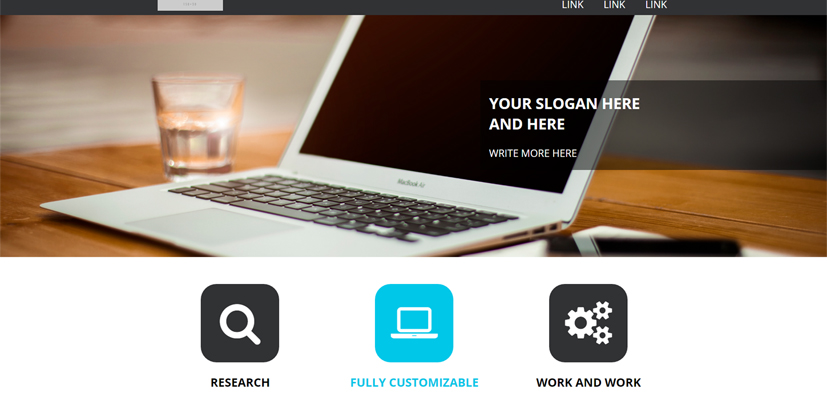 LINK LINK LINK
YOUR SLOGAN HERE
AND HERE
WRITE MORE HERE
MacBook Air
RESEARCH
FULLY CUSTOMIZABLE
WORK AND WORK